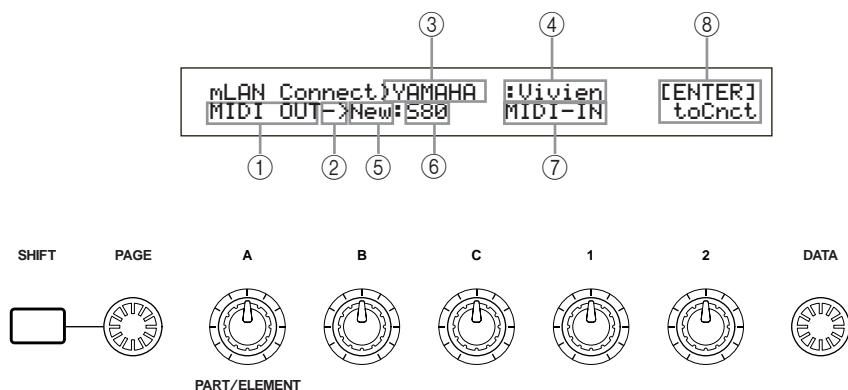 ③ ④ ⑧
mLAN Connect)YAMAHA :Vivien [ENTER]
MIDI OUT->New:S80 MIDI-IN toCnct
① ② ⑤ ⑥ ⑦
SHIFT PAGE A B C 1 2 DATA
PART/ELEMENT